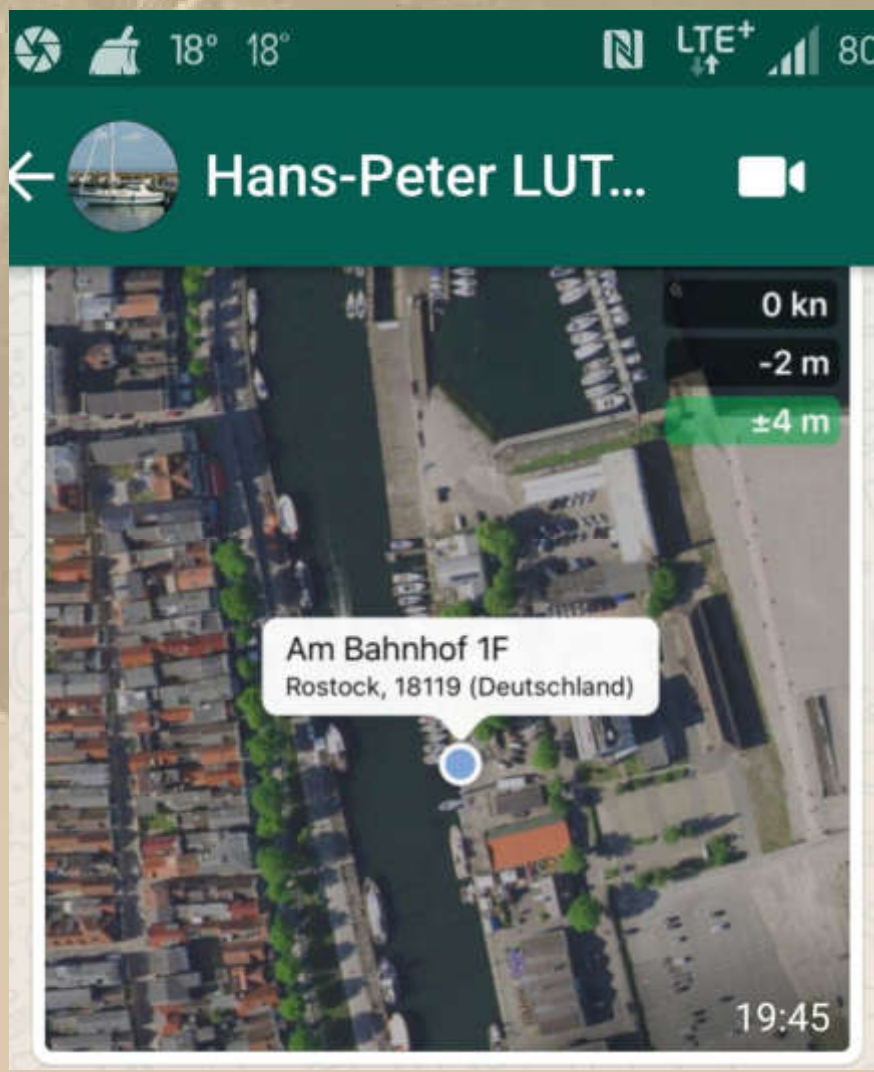 18° 18° LTE+ 80
Hans-Peter LUT...
0 kn
-2 m
±4 m
Am Bahnhof 1F
Rostock, 18119 (Deutschland)
19:45